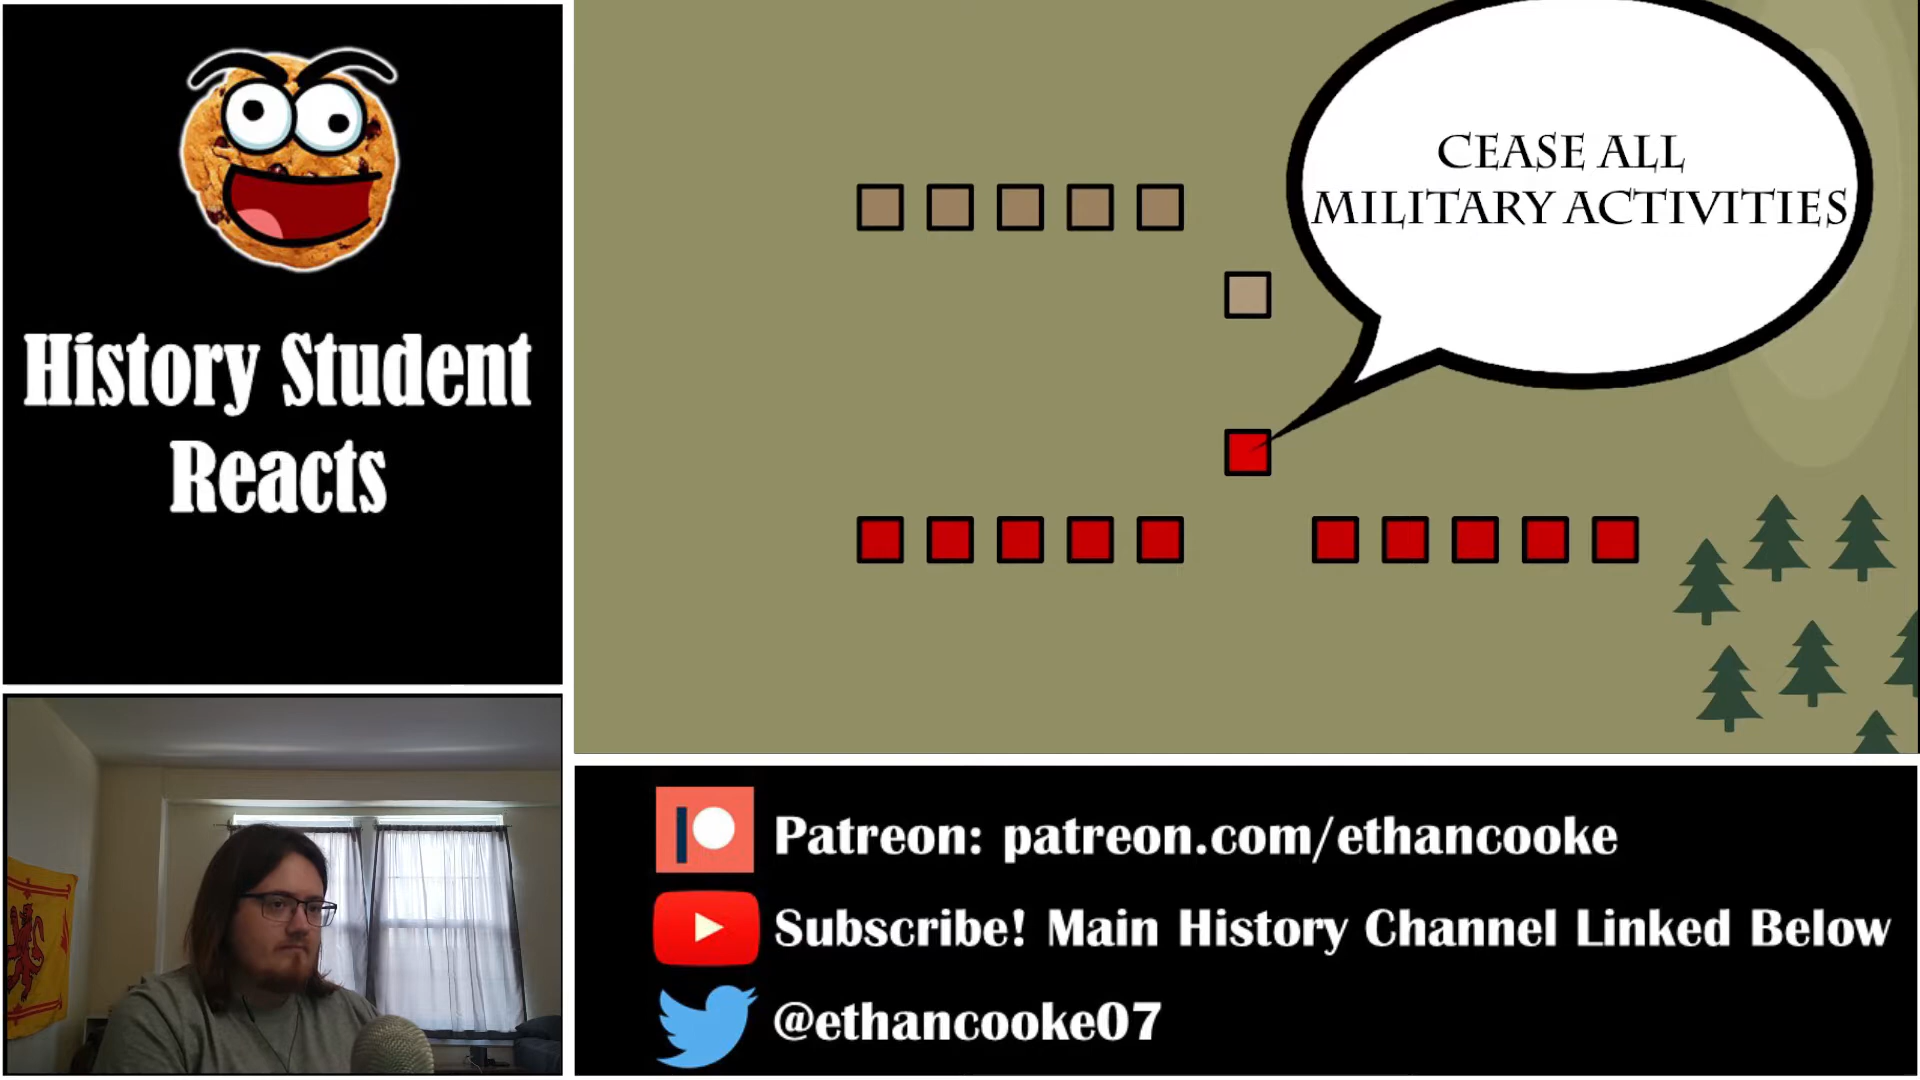 History Student
Reacts
CEASE ALL
MILITARY ACTIVITIES
Patreon: patreon.com/ethancooke
Subscribe! Main History Channel Linked Below
@ethancooke07